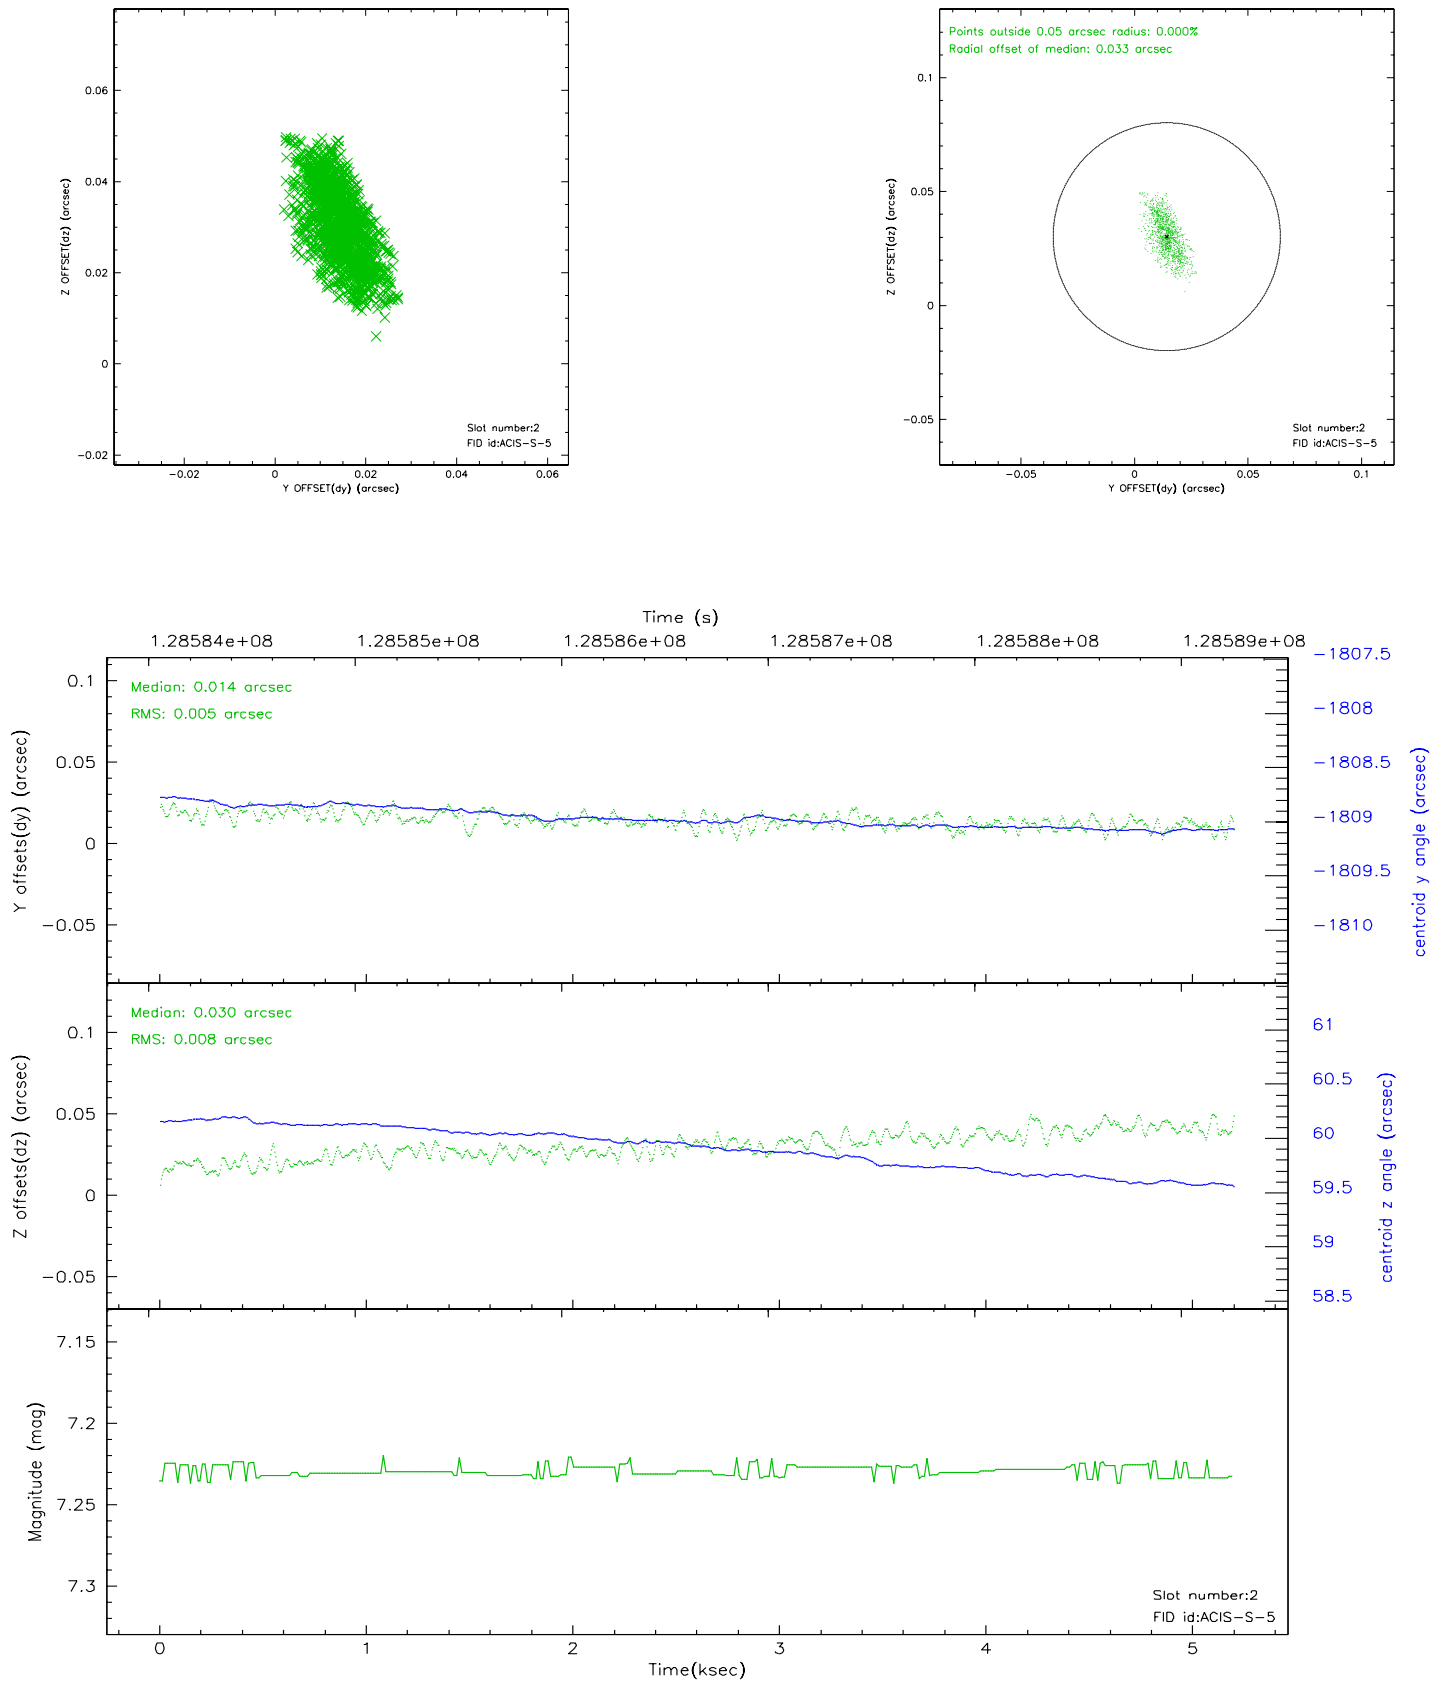 0.06
0.04
0.02
0
−0.02
Z OFFSET(dz) (arcsec)
Slot number:2
FID id:ACIS−S−5
−0.02 0 0.02 0.04 0.06
Y OFFSET(dy) (arcsec)
Points outside 0.05 arcsec radius: 0.000%
Radial offset of median: 0.033 arcsec
0.1
0.05
0
−0.05
Z OFFSET(dz) (arcsec)
Slot number:2
FID id:ACIS−S−5
−0.05 0 0.05 0.1
Y OFFSET(dy) (arcsec)
Time (s)
1.28584e+08 1.28585e+08 1.28586e+08 1.28587e+08 1.28588e+08 1.28589e+08
Median: 0.014 arcsec
RMS: 0.005 arcsec
0.1
0.05
0
−0.05
Y offsets(dy) (arcsec)
−1807.5
−1808
−1808.5
−1809
−1809.5
−1810
centroid y angle (arcsec)
Median: 0.030 arcsec
RMS: 0.008 arcsec
0.1
0.05
0
−0.05
Z offsets(dz) (arcsec)
61
60.5
60
59.5
59
58.5
centroid z angle (arcsec)
7.15
7.2
7.25
7.3
Magnitude (mag)
Slot number:2
FID id:ACIS−S−5
0 1 2 3 4 5
Time(ksec)